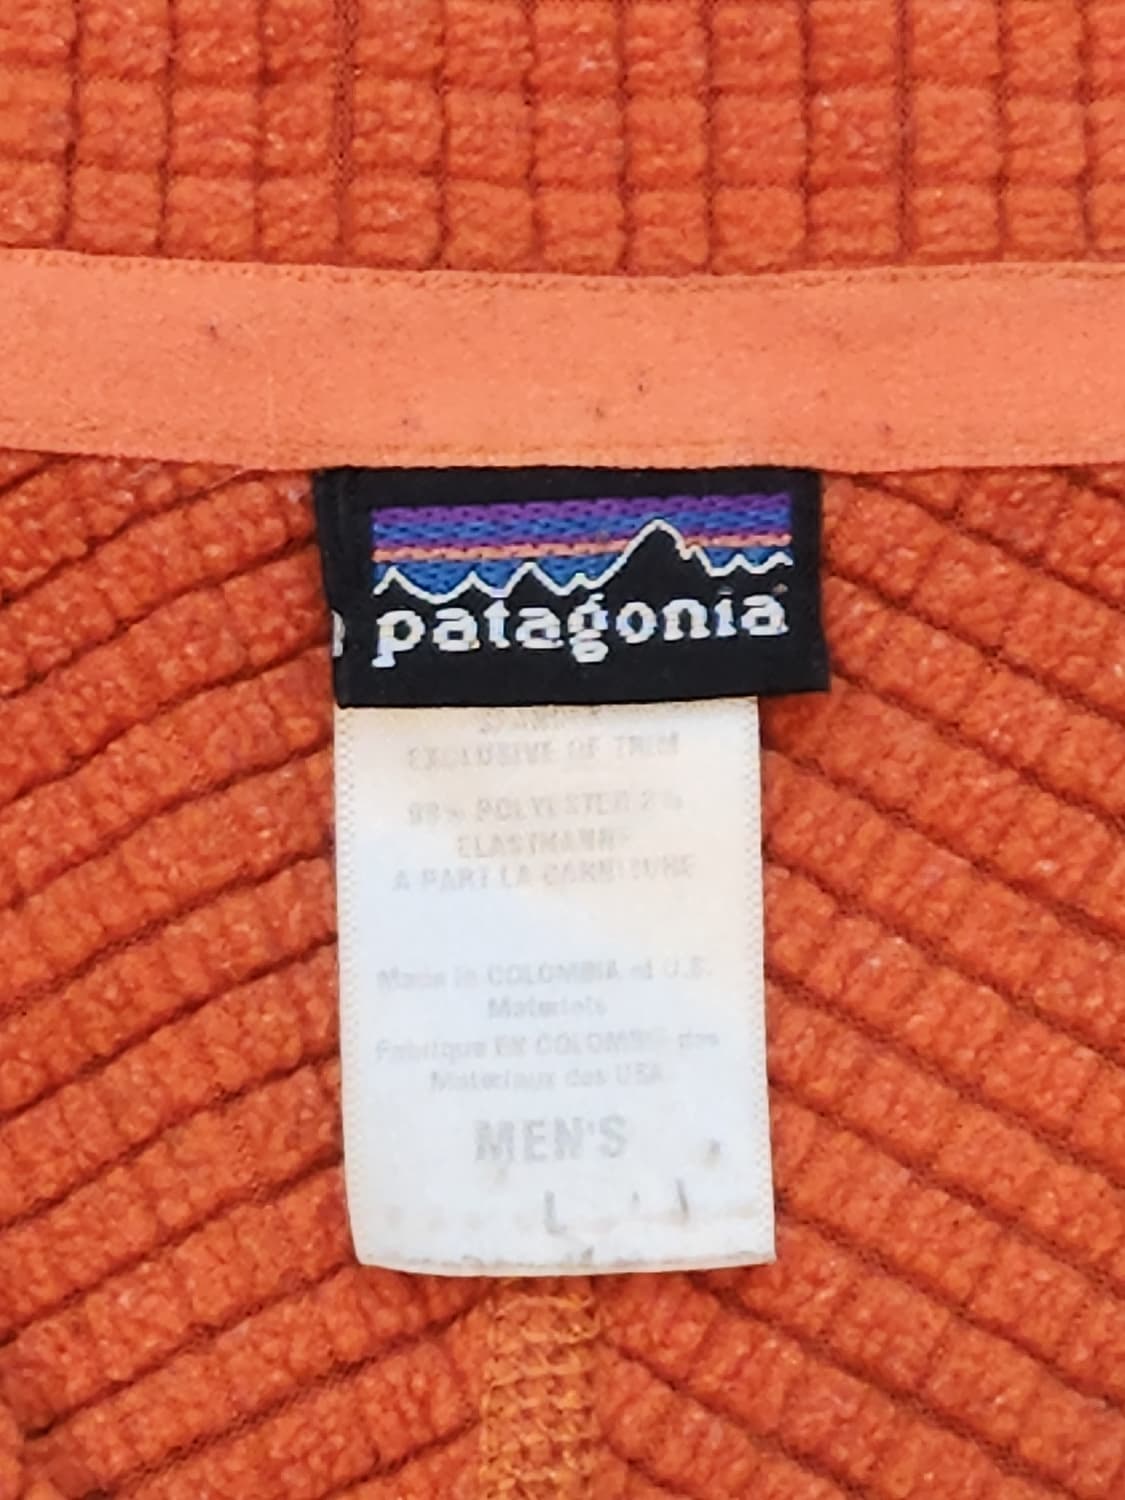 patagonia
EXCLUSIVE OF TRIM
98% POLYESTER 2%
A PART LA GARNITURE
Made in COLOMBIA of U.S.
Materials
Fabrique EN COLOMBIE des
Materiaux des USA
MEN'S
L